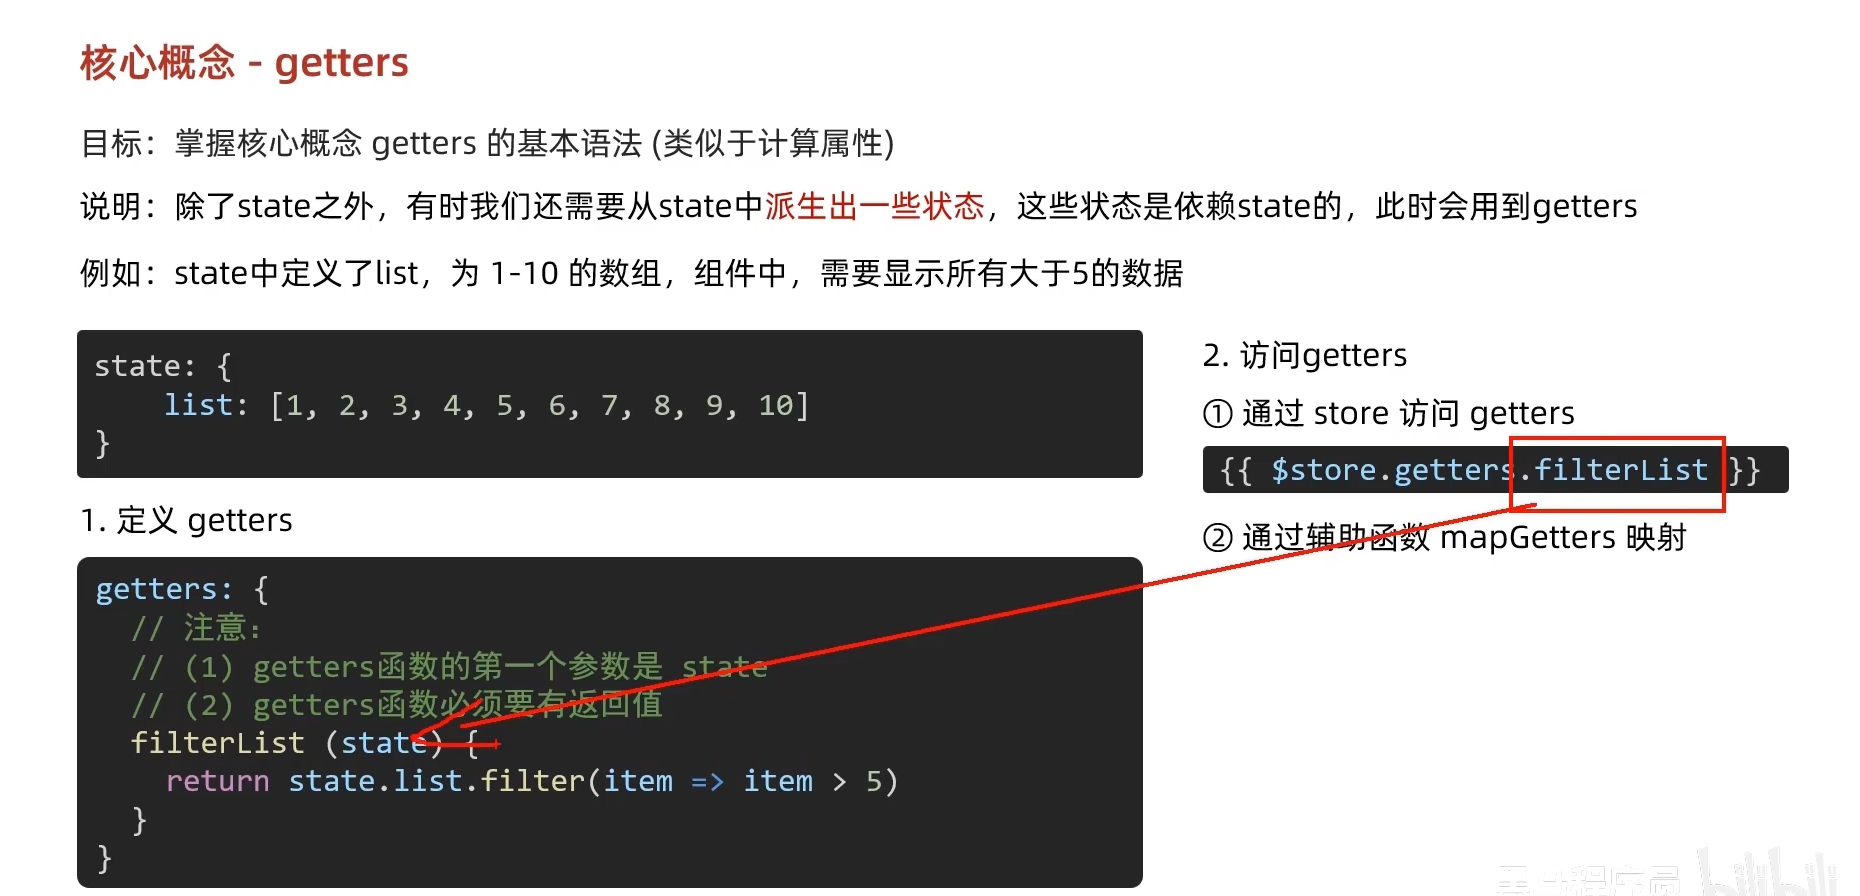 核心概念 - getters
目标：掌握核心概念 getters 的基本语法 (类似于计算属性)
说明：除了state之外，有时我们还需要从state中派生出一些状态，这些状态是依赖state的，此时会用到getters
例如：state中定义了list，为 1-10 的数组，组件中，需要显示所有大于5的数据
state: {
    list: [1, 2, 3, 4, 5, 6, 7, 8, 9, 10]
}
1. 定义 getters
getters: {
  // 注意：
  // (1) getters函数的第一个参数是 state
  // (2) getters函数必须要有返回值
  filterList (state) {
    return state.list.filter(item => item > 5)
  }
}
2. 访问getters
① 通过 store 访问 getters
{{ $store.getters.filterList }}
② 通过辅助函数 mapGetters 映射
bilibili